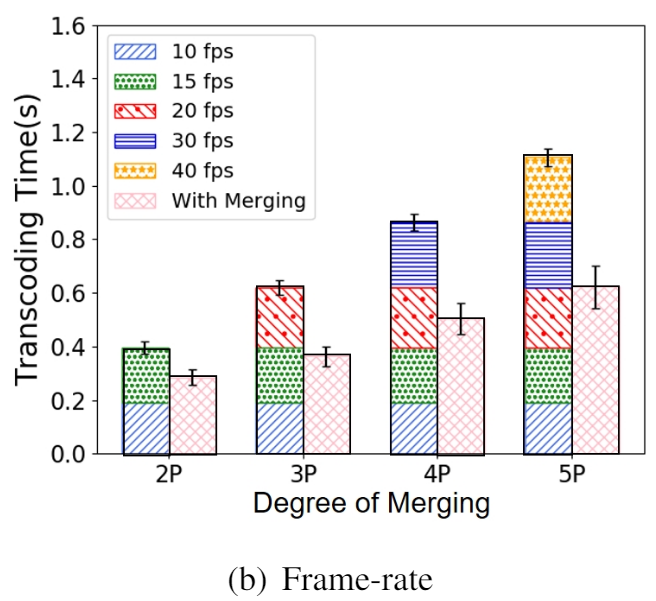 1.6
1.4
1.2
1.0
0.8
0.6
0.4
0.2
0.0
Transcoding Time(s)
10 fps
15 fps
20 fps
30 fps
40 fps
With Merging
2P 3P 4P 5P
Degree of Merging
(b) Frame-rate